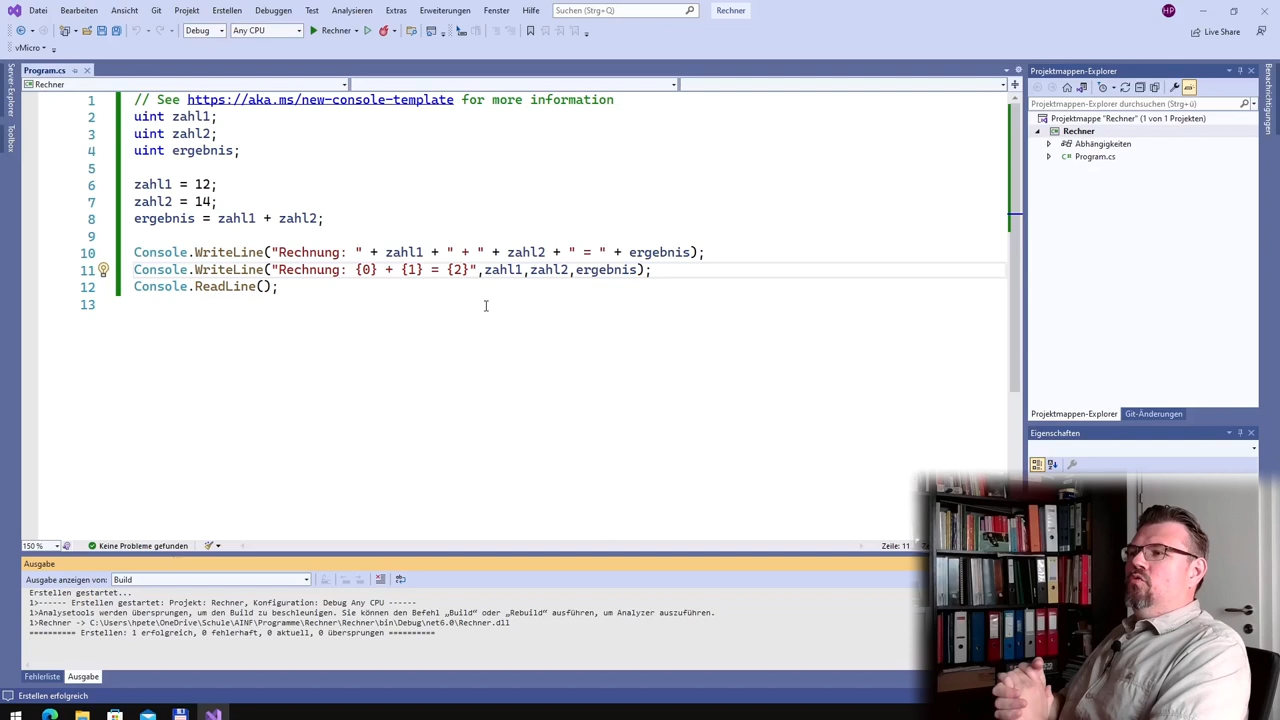 Datei Bearbeiten Ansicht Git Projekt Erstellen Debuggen Test Analysieren Extras Erweiterungen Fenster Hilfe Suchen (Strg+Q) Rechner HP
Debug Any CPU Rechner Live Share
vMicro
Server-Explorer
Toolbox
Program.cs
Rechner
1 // See https://aka.ms/new-console-template for more information
2 uint zahl1;
3 uint zahl2;
4 uint ergebnis;
5
6 zahl1 = 12;
7 zahl2 = 14;
8 ergebnis = zahl1 + zahl2;
9
10 Console.WriteLine("Rechnung: " + zahl1 + " + " + zahl2 + " = " + ergebnis);
11 Console.WriteLine("Rechnung: {0} + {1} = {2}",zahl1,zahl2,ergebnis);
12 Console.ReadLine();
13
150 % Keine Probleme gefunden Zeile: 11
Ausgabe
Ausgabe anzeigen von: Build
Erstellen gestartet...
1>------ Erstellen gestartet: Projekt: Rechner, Konfiguration: Debug Any CPU ------
1>Analysetools werden übersprungen, um den Build zu beschleunigen. Sie können den Befehl „Build“ oder „Rebuild“ ausführen, um Analyzer auszuführen.
1>Rechner -> C:\Users\hpete\OneDrive\Schule\AINF\Programme\Rechner\Rechner\bin\Debug\net6.0\Rechner.dll
========== Erstellen: 1 erfolgreich, 0 fehlerhaft, 0 aktuell, 0 übersprungen ==========
Fehlerliste Ausgabe
Erstellen erfolgreich
Projektmappen-Explorer
Projektmappen-Explorer durchsuchen (Strg+ü)
Projektmappe "Rechner" (1 von 1 Projekten)
Rechner
Abhängigkeiten
C# Program.cs
Projektmappen-Explorer Git-Änderungen
Eigenschaften
Benachrichtigungen